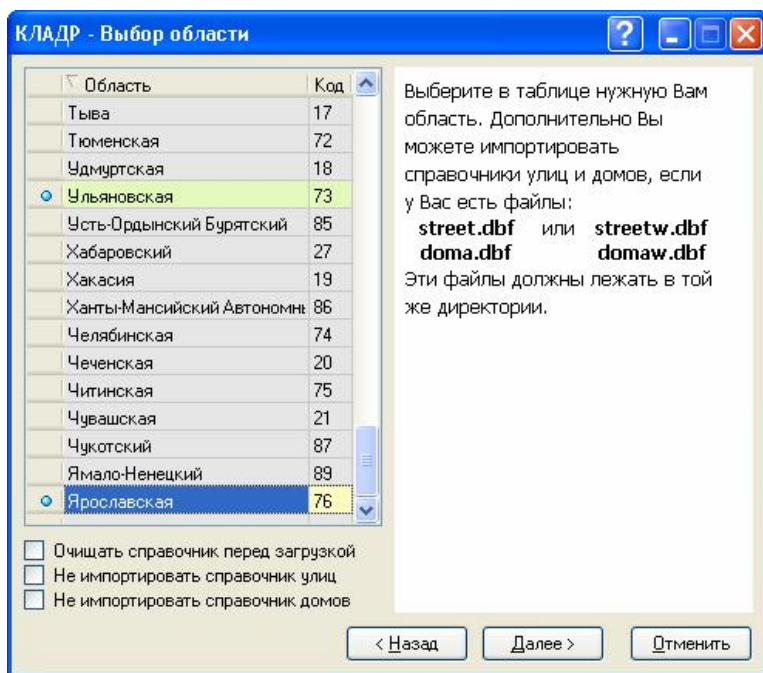 КЛАДР - Выбор области
Область Код
Тыва 17
Тюменская 72
Удмуртская 18
Ульяновская 73
Усть-Ордынский Бурятский 85
Хабаровский 27
Хакасия 19
Ханты-Мансийский Автономнь 86
Челябинская 74
Чеченская 20
Читинская 75
Чувашская 21
Чукотский 87
Ямало-Ненецкий 89
Ярославская 76
Очищать справочник перед загрузкой
Не импортировать справочник улиц
Не импортировать справочник домов
Выберите в таблице нужную Вам
область. Дополнительно Вы
можете импортировать
справочники улиц и домов, если
у Вас есть файлы:
street.dbf или streetw.dbf
doma.dbf domaw.dbf
Эти файлы должны лежать в той
же директории.
< Назад Далее > Отменить